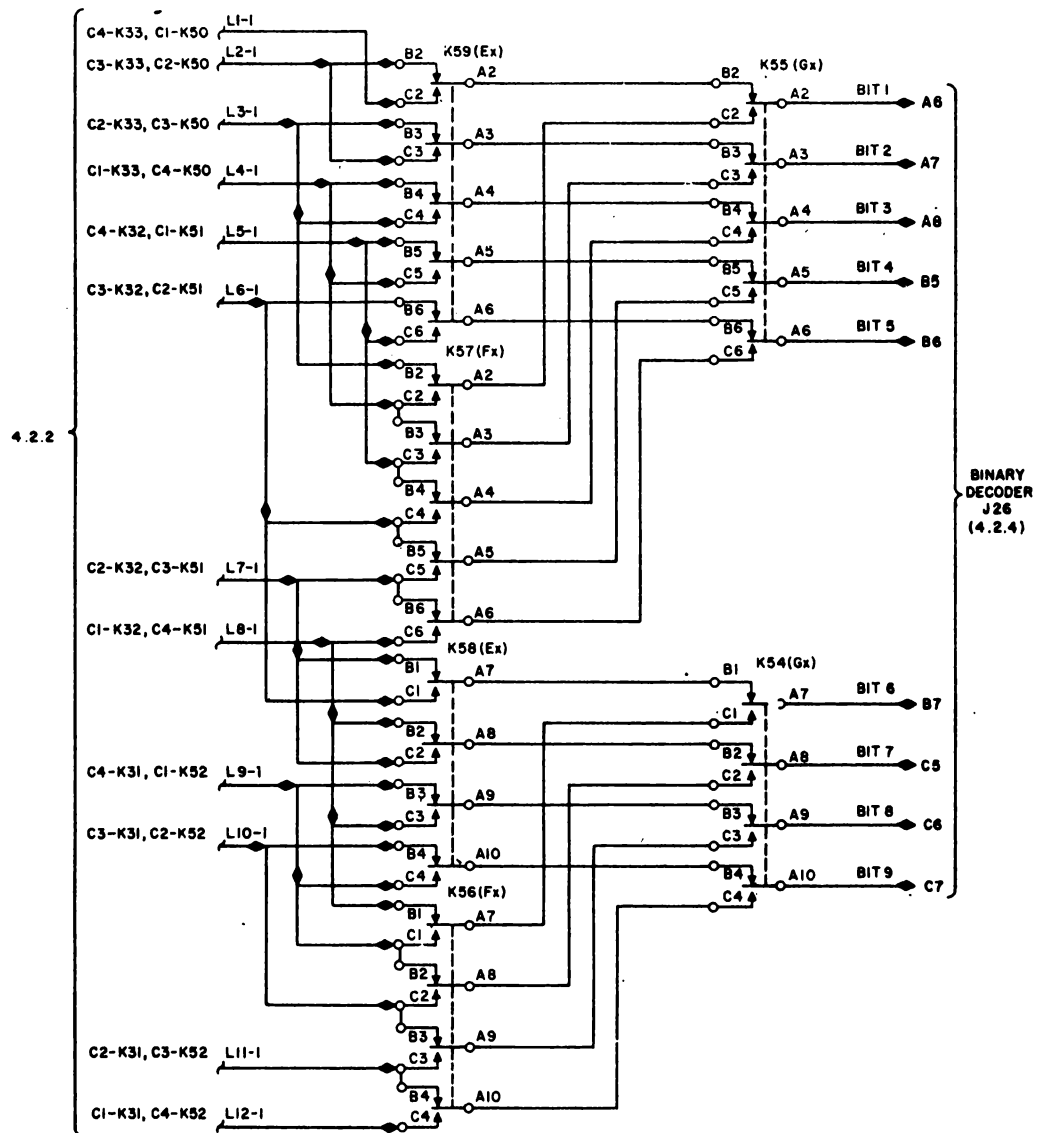 C4-K33, C1-K50 L1-1
C3-K33, C2-K50 L2-1
C2-K33, C3-K50 L3-1
C1-K33, C4-K50 L4-1
C4-K32, C1-K51 L5-1
C3-K32, C2-K51 L6-1
4.2.2
C2-K32, C3-K51 L7-1
C1-K32, C4-K51 L8-1
C4-K31, C1-K52 L9-1
C3-K31, C2-K52 L10-1
C2-K31, C3-K52 L11-1
C1-K31, C4-K52 L12-1
K59(Ex)
B2 A2
C2
B3 A3
C3
B4 A4
C4
B5 A5
C5
B6 A6
C6
K57(Fx)
B2 A2
C2
B3 A3
C3
B4 A4
C4
B5 A5
C5
B6 A6
C6
K58(Ex)
B1 A7
C1
B2 A8
C2
B3 A9
C3
B4 A10
C4
K56(Fx)
B1 A7
C1
B2 A8
C2
B3 A9
C3
B4 A10
C4
K55(Gx)
B2 A2 BIT 1 A6
C2
B3 A3 BIT 2 A7
C3
B4 A4 BIT 3 A8
C4
B5 A5 BIT 4 B5
C5
B6 A6 BIT 5 B6
C6
K54(Gx)
B1 A7 BIT 6 B7
C1
B2 A8 BIT 7 C5
C2
B3 A9 BIT 8 C6
C3
B4 A10 BIT 9 C7
C4
BINARY
DECODER
J26
(4.2.4)